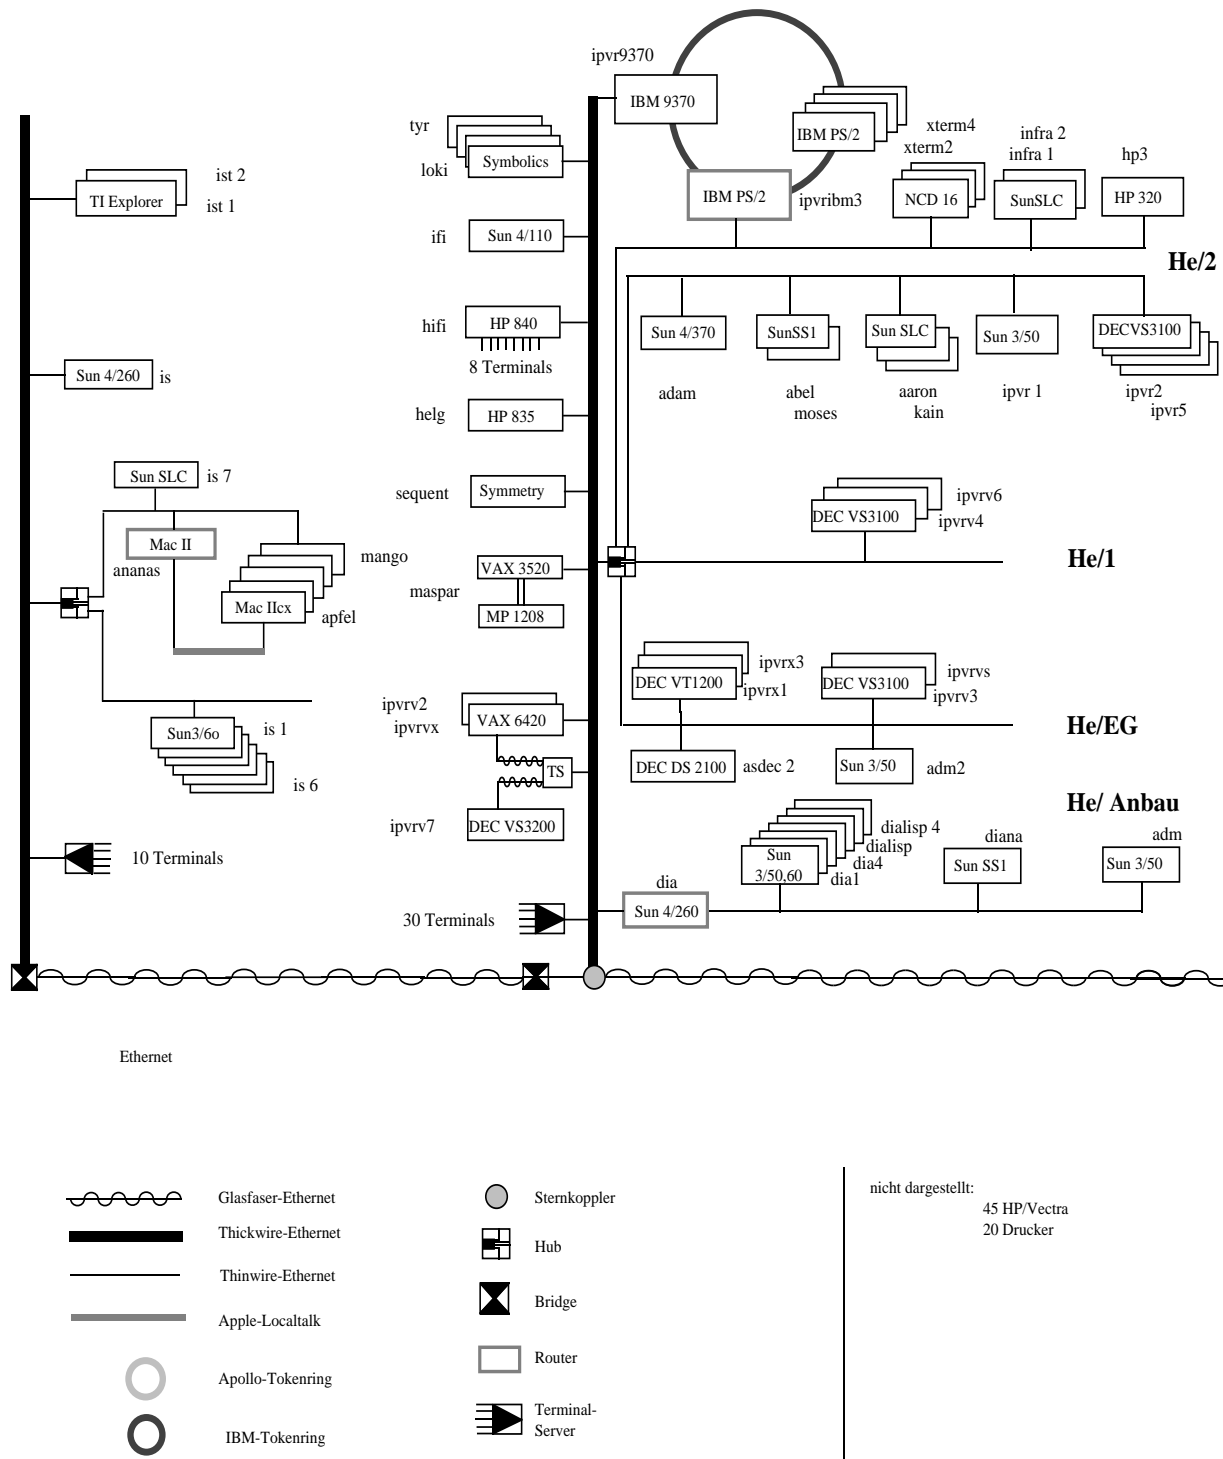 ipvr9370
IBM 9370
IBM PS/2
IBM PS/2
ipvribm3
tyr
loki
Symbolics
xterm4
xterm2
NCD 16
infra 2
infra 1
SunSLC
hp3
HP 320
He/2
ist 2
ist 1
TI Explorer
ifi
Sun 4/110
hifi
HP 840
8 Terminals
Sun 4/370
adam
SunSS1
abel
moses
Sun SLC
aaron
kain
Sun 3/50
ipvr 1
DECVS3100
ipvr2
ipvr5
Sun 4/260
is
helg
HP 835
Sun SLC
is 7
sequent
Symmetry
ipvrv6
ipvrv4
DEC VS3100
He/1
Mac II
ananas
mango
Mac IIcx
apfel
maspar
VAX 3520
MP 1208
ipvrx3
ipvrx1
DEC VT1200
ipvrvs
ipvrv3
DEC VS3100
He/EG
ipvrv2
ipvrvx
VAX 6420
Sun3/6o
is 1
is 6
TS
DEC DS 2100
asdec 2
Sun 3/50
adm2
ipvrv7
DEC VS3200
He/ Anbau
10 Terminals
dialisp 4
dialisp
dia4
dia1
Sun
3/50,60
diana
Sun SS1
adm
Sun 3/50
30 Terminals
dia
Sun 4/260
Ethernet
Glasfaser-Ethernet
Thickwire-Ethernet
Thinwire-Ethernet
Apple-Localtalk
Apollo-Tokenring
IBM-Tokenring
Sternkoppler
Hub
Bridge
Router
Terminal-
Server
nicht dargestellt:
45 HP/Vectra
20 Drucker